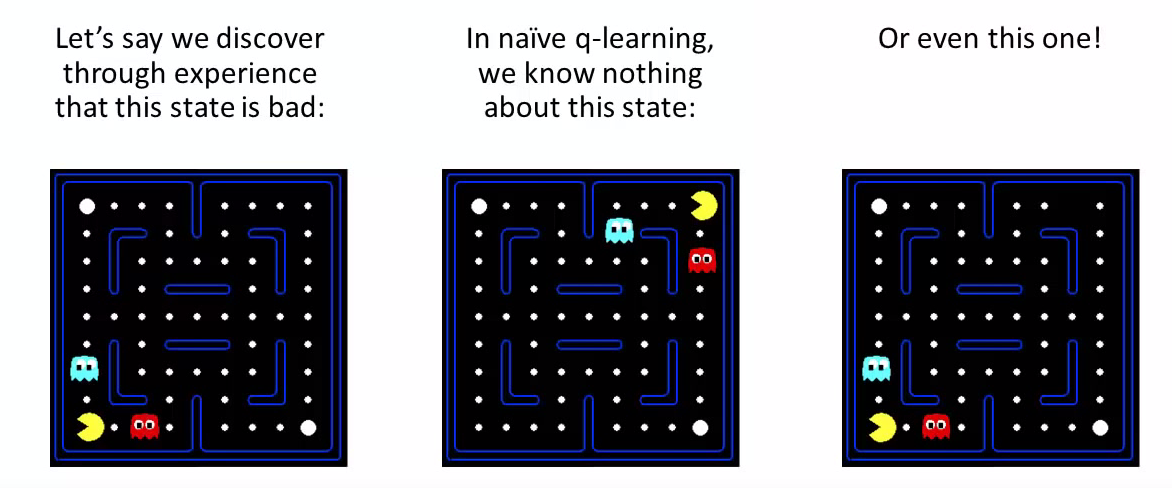 Let's say we discover
through experience
that this state is bad:
In naïve q-learning,
we know nothing
about this state:
Or even this one!